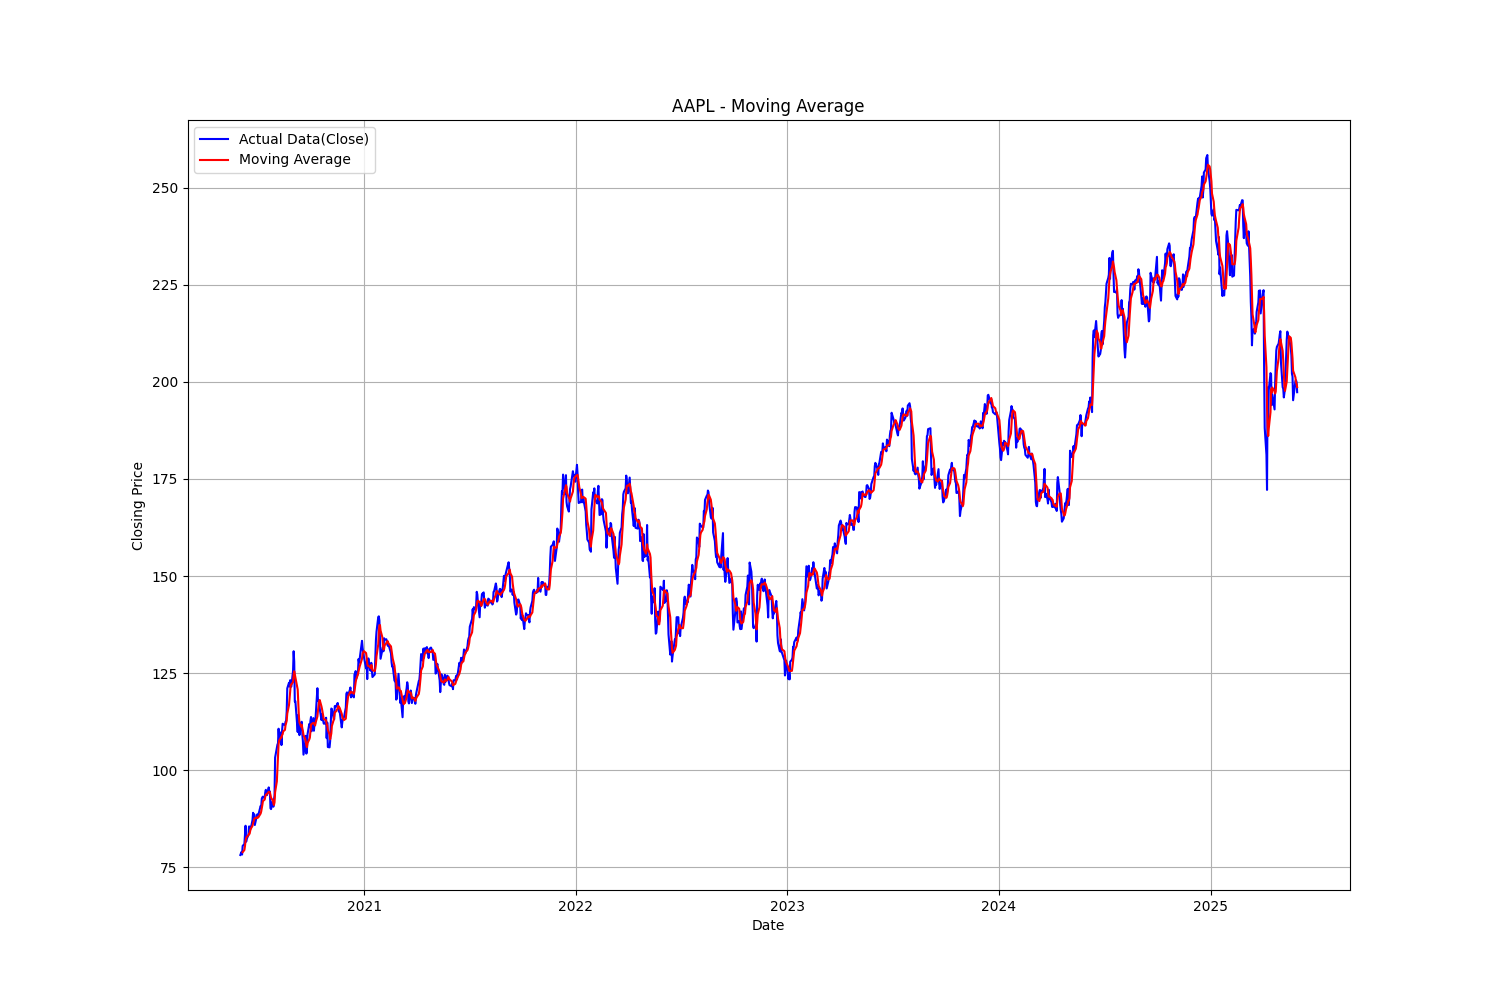 AAPL - Moving Average
Actual Data(Close)
Moving Average
250
225
200
175
150
125
100
75
Closing Price
2021 2022 2023 2024 2025
Date